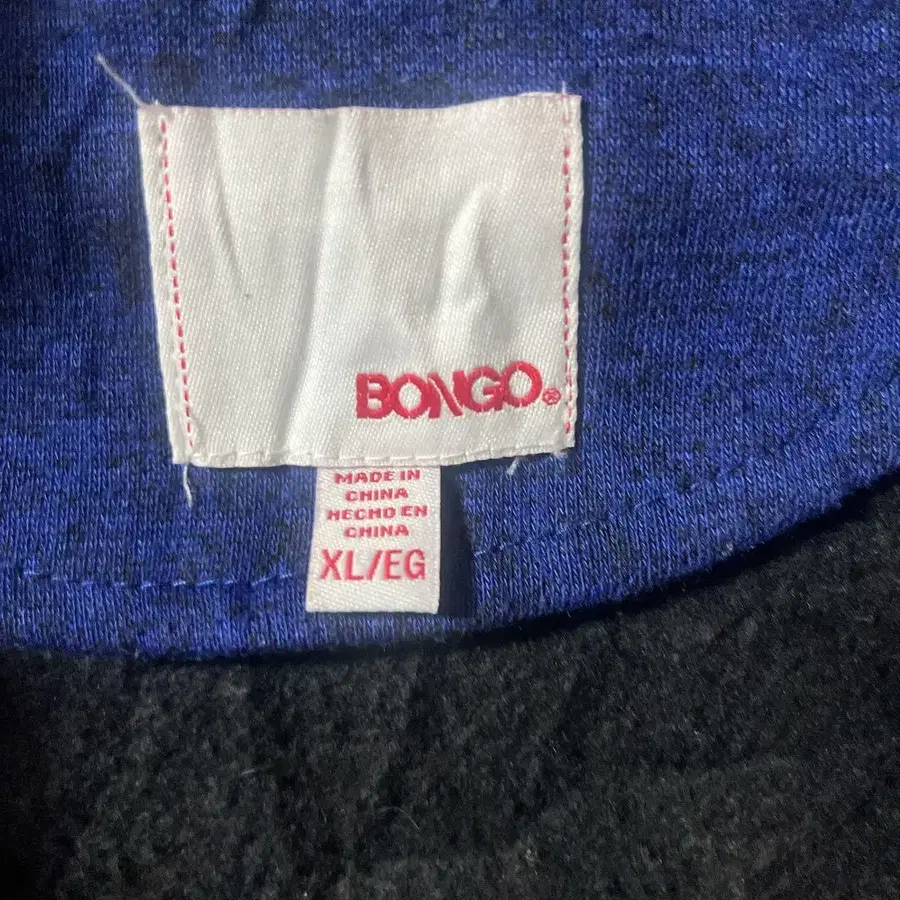 BONGO®
MADE IN
CHINA
HECHO EN
CHINA
XL/EG